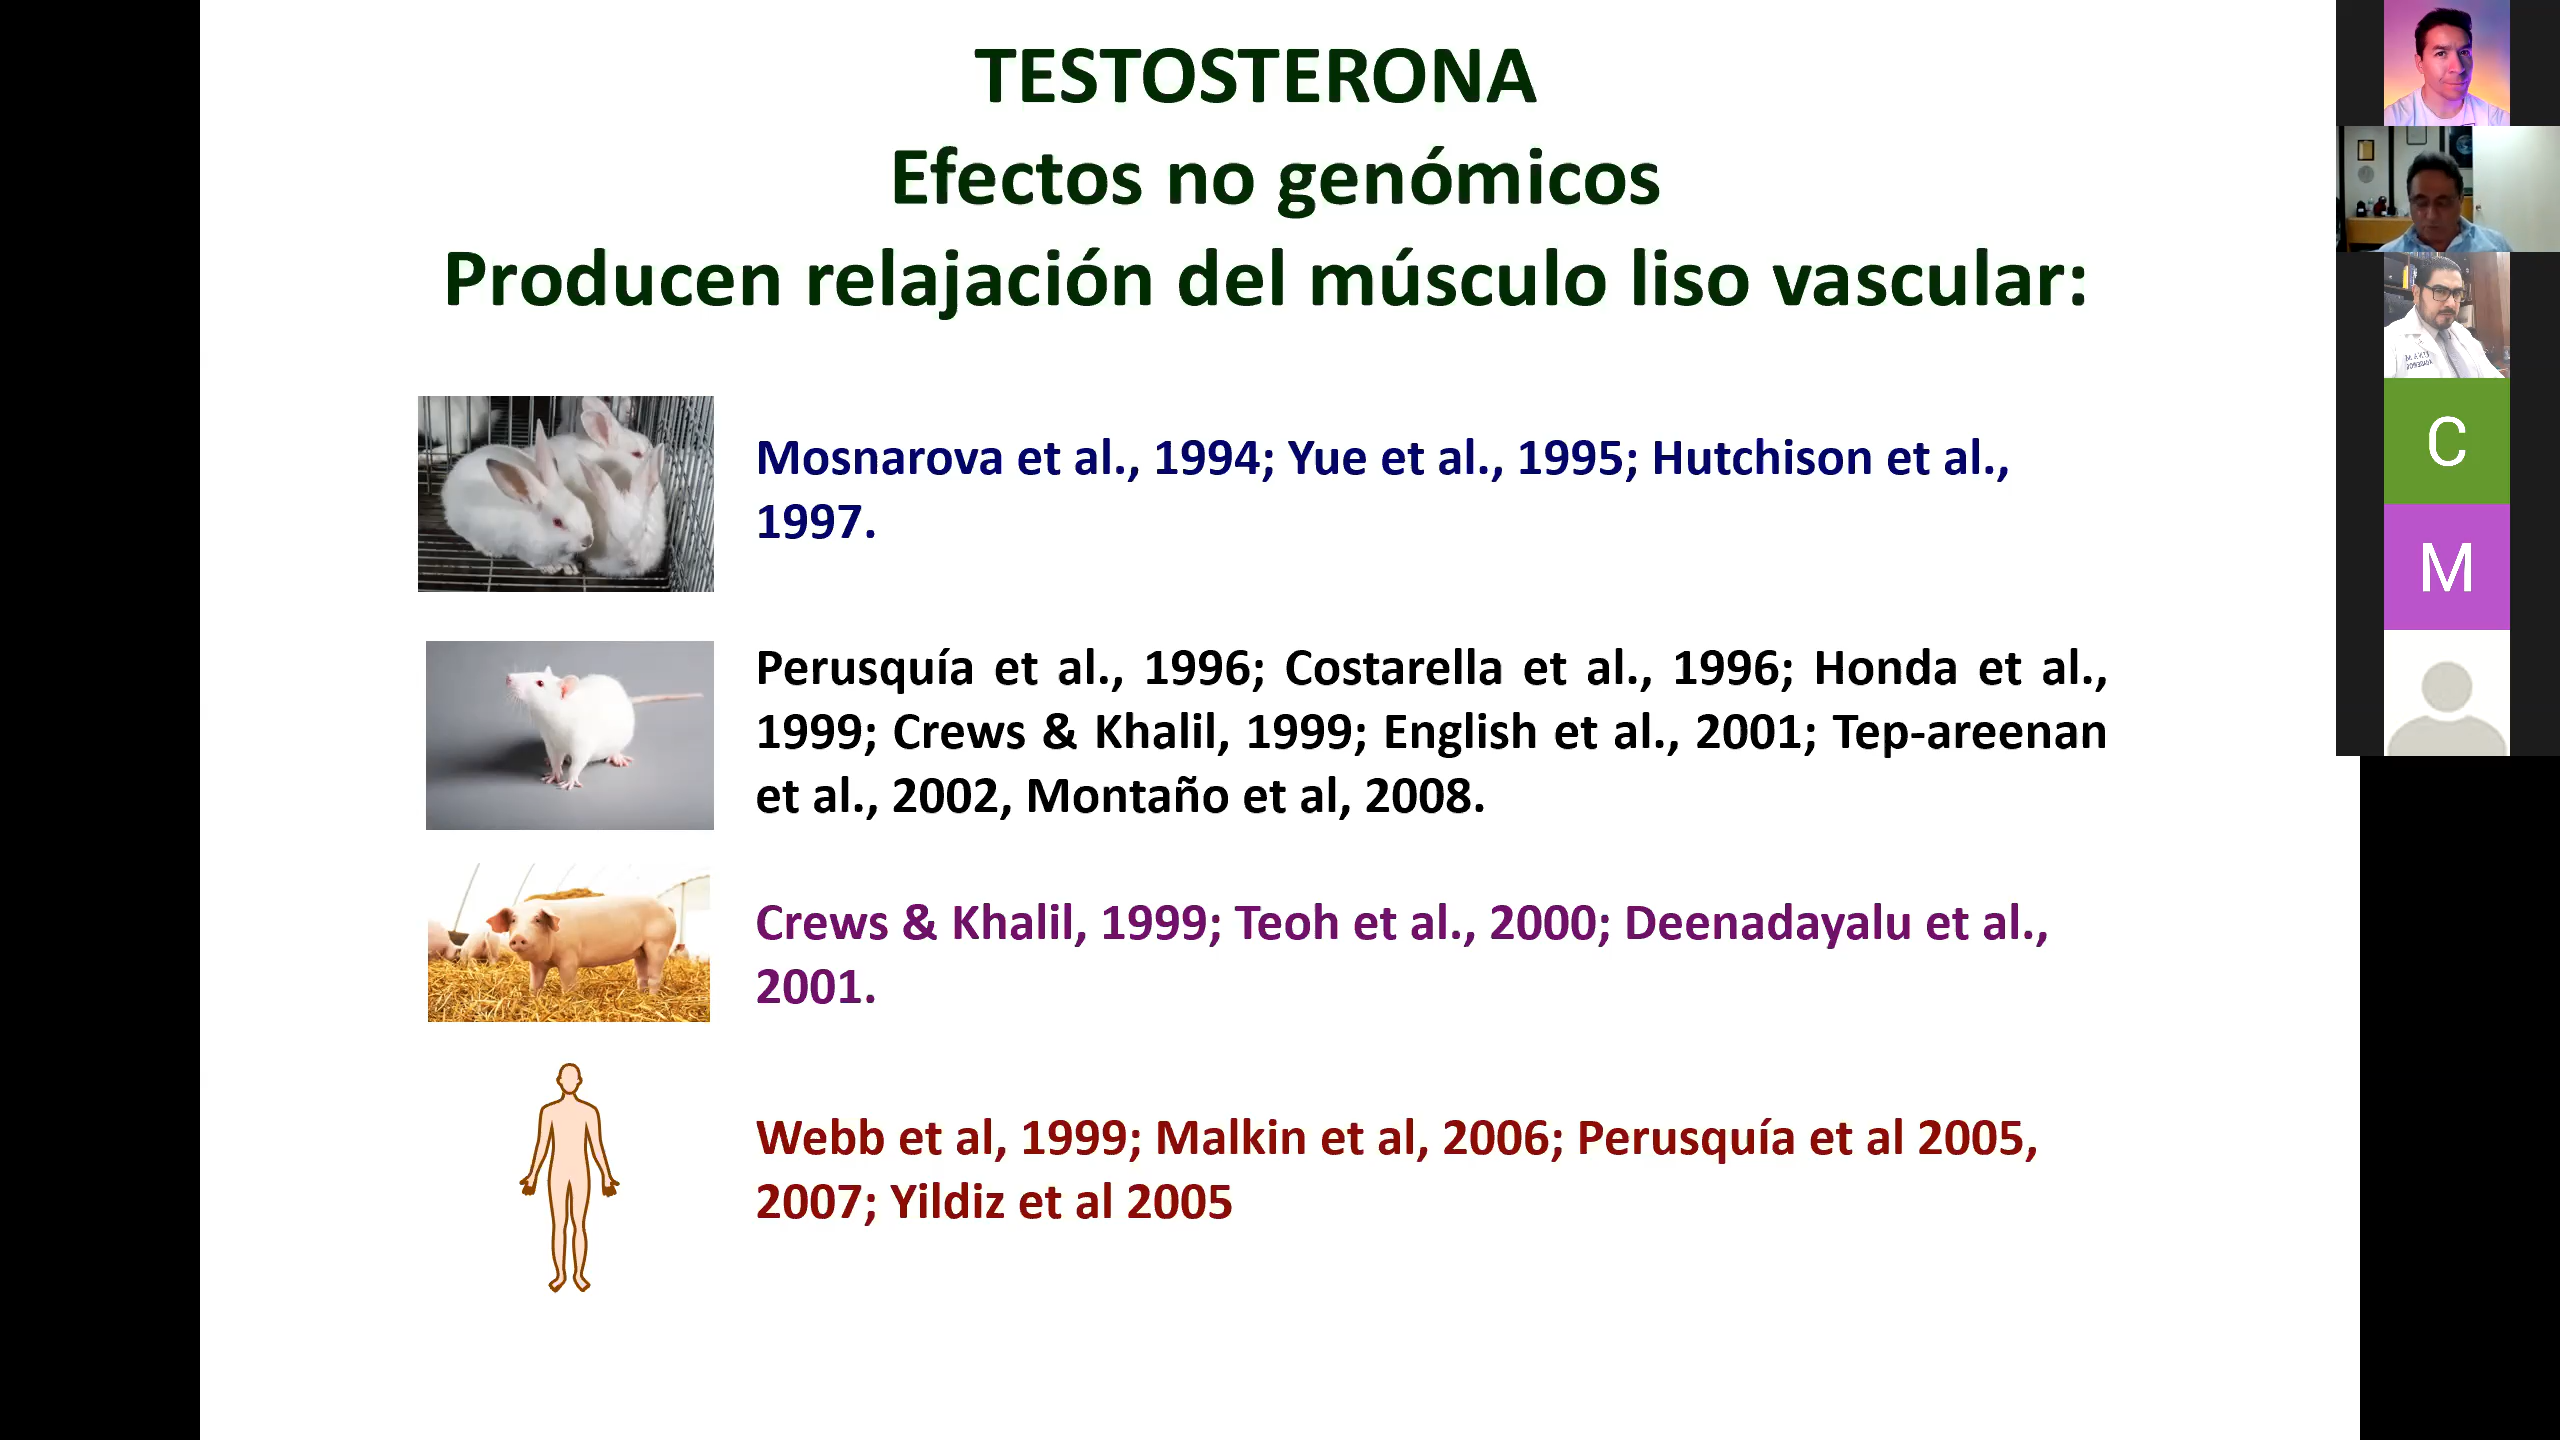 TESTOSTERONA
Efectos no genómicos
Producen relajación del músculo liso vascular:
Mosnarova et al., 1994; Yue et al., 1995; Hutchison et al.,
1997.
Perusquía et al., 1996; Costarella et al., 1996; Honda et al.,
1999; Crews & Khalil, 1999; English et al., 2001; Tep-areenan
et al., 2002, Montaño et al, 2008.
Crews & Khalil, 1999; Teoh et al., 2000; Deenadayalu et al.,
2001.
Webb et al, 1999; Malkin et al, 2006; Perusquía et al 2005,
2007; Yildiz et al 2005
C
M